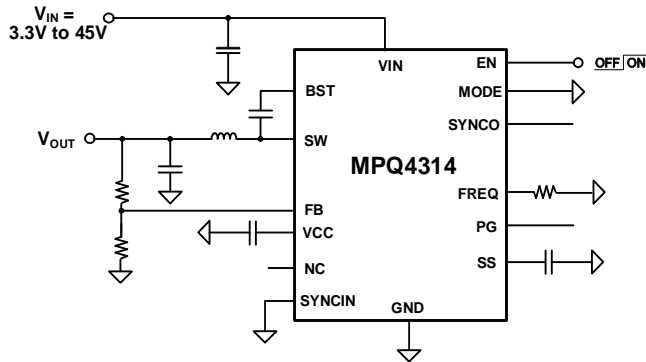 VIN =
3.3V to 45V
VIN
EN
OFF ON
BST
MODE
SYNCO
VOUT
SW
MPQ4314
FREQ
FB
VCC
PG
NC
SS
SYNCIN
GND